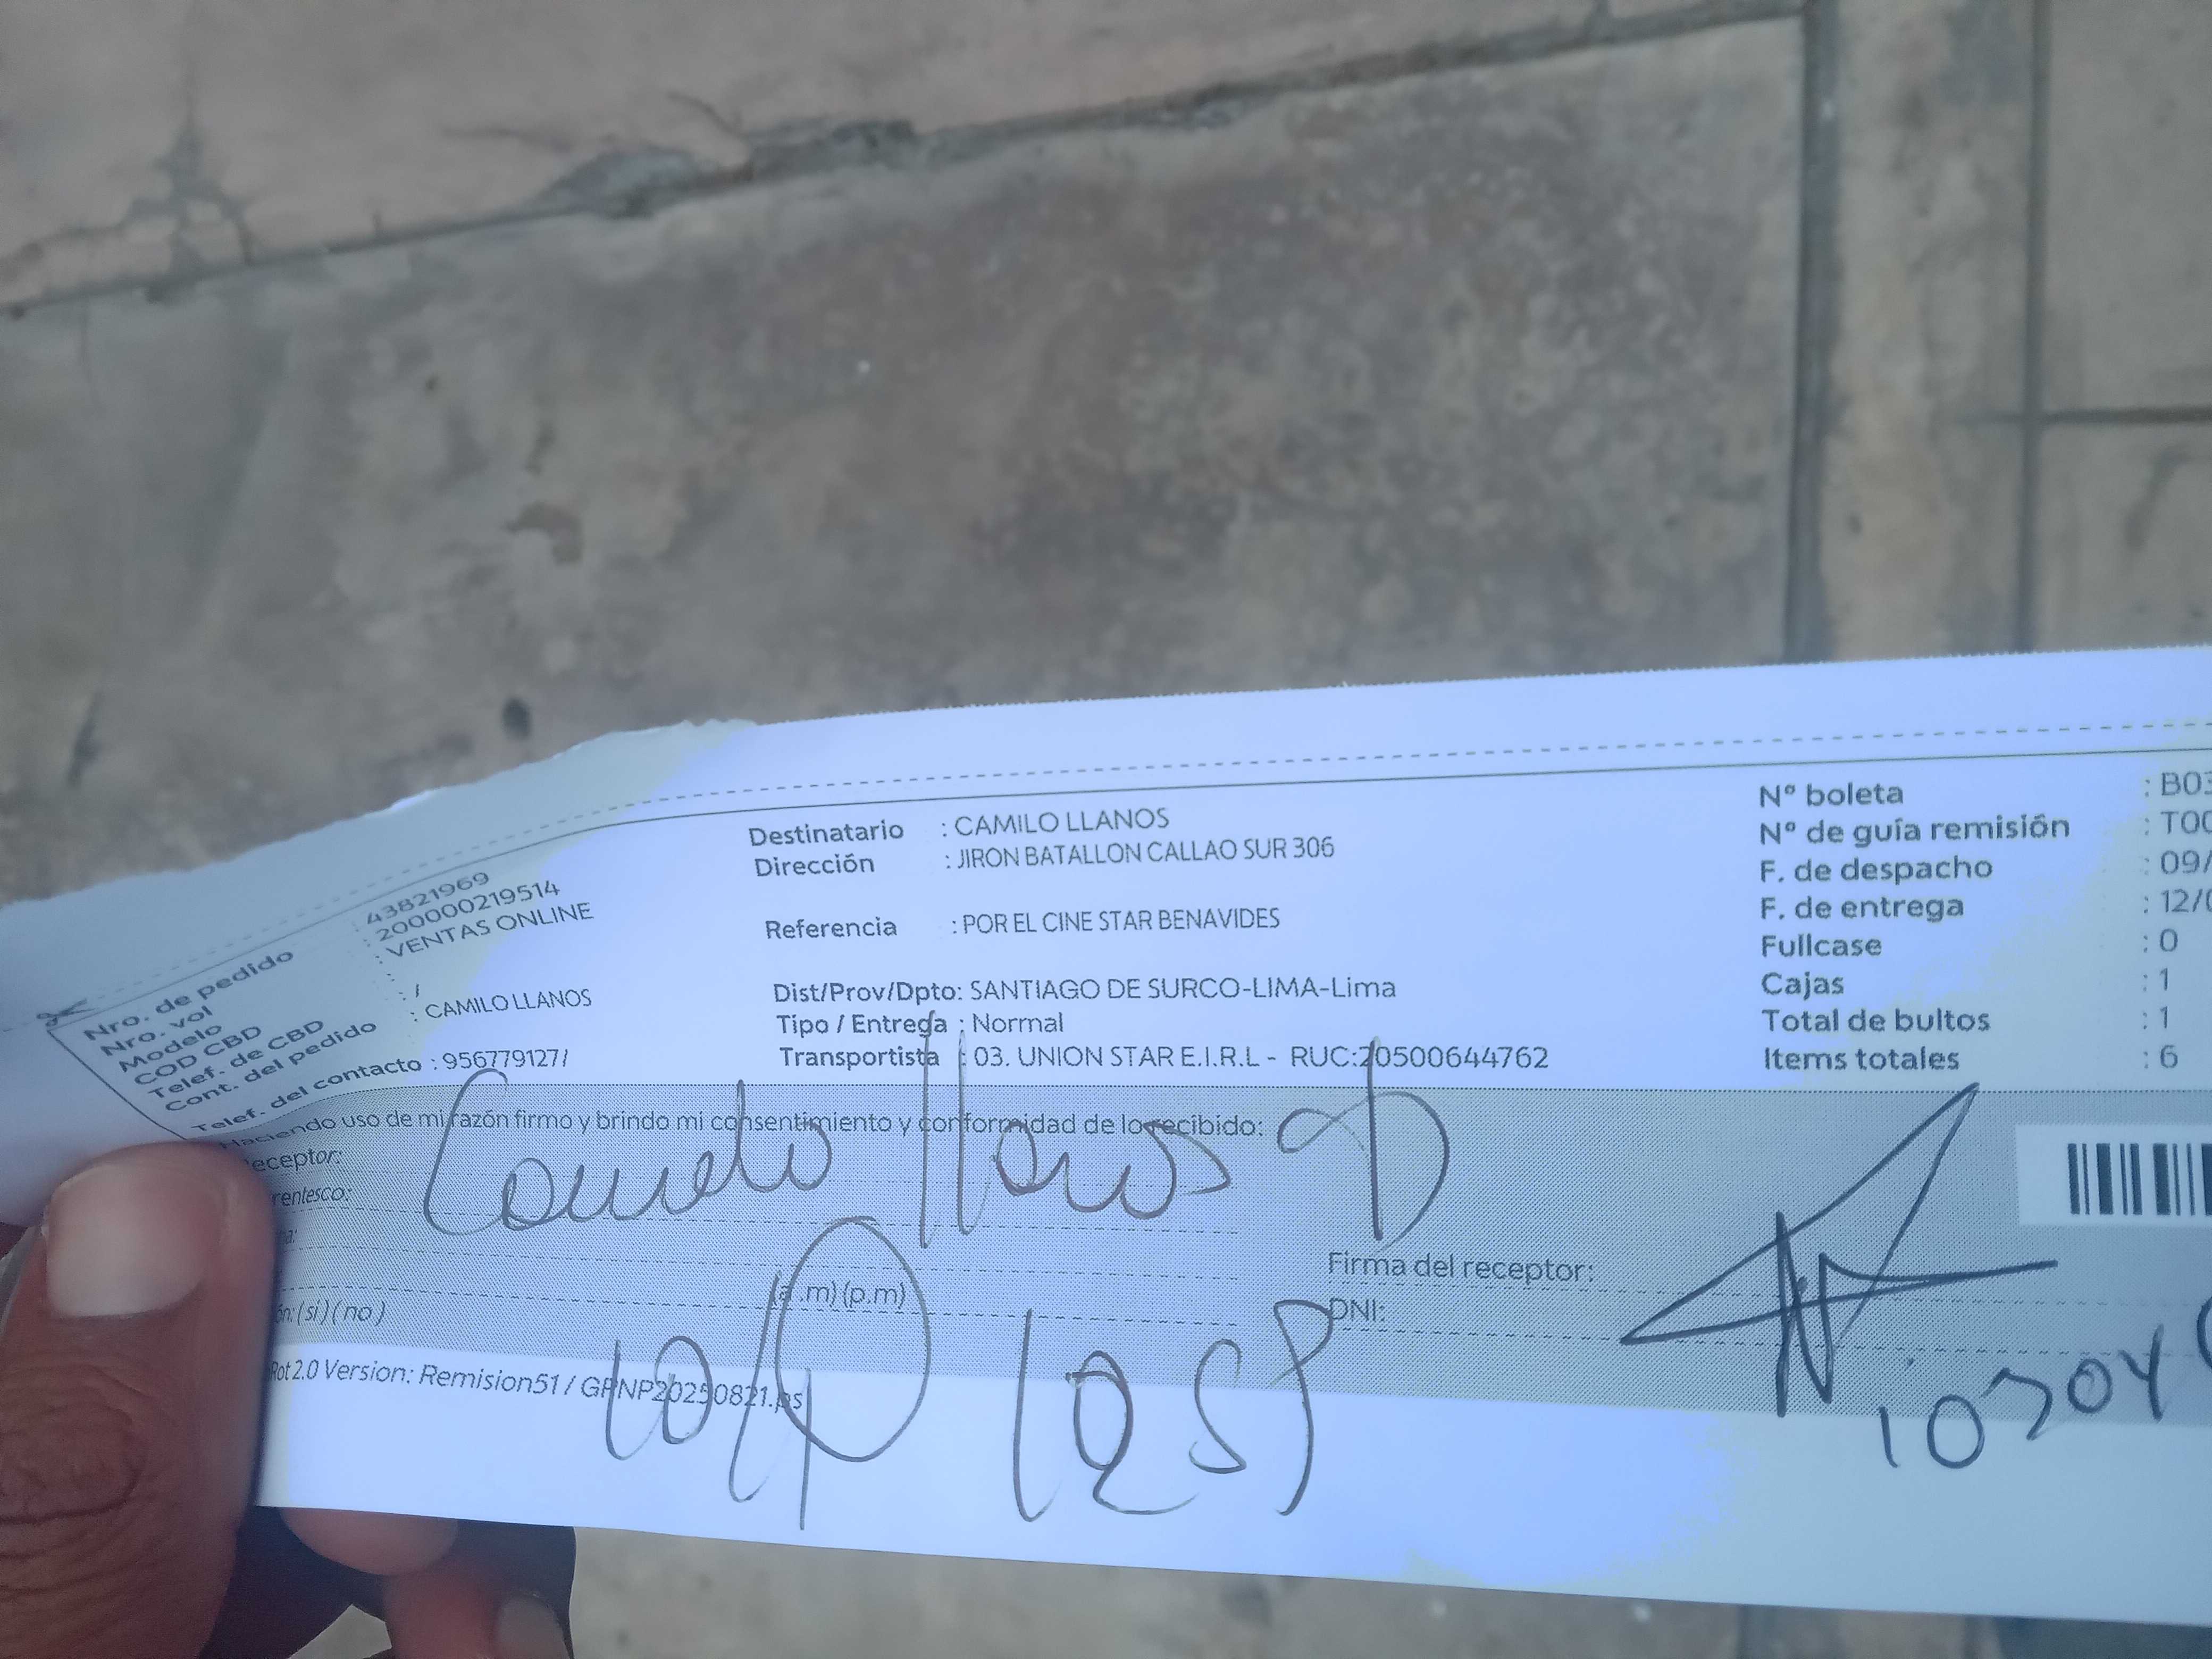 Nro. de pedido : 43821969
Nro. vol : 200000219514
Modelo : VENTAS ONLINE
COD CBD :
Telef. de CBD : /
Cont. del pedido : CAMILO LLANOS
Telef. del contacto : 956779127/
Destinatario : CAMILO LLANOS
Dirección : JIRON BATALLON CALLAO SUR 306
Referencia : POR EL CINE STAR BENAVIDES
Dist/Prov/Dpto: SANTIAGO DE SURCO-LIMA-Lima
Tipo / Entrega : Normal
Transportista : 03. UNION STAR E.I.R.L - RUC:20500644762
Nº boleta : B03
Nº de guía remisión : T00
F. de despacho : 09/
F. de entrega : 12/0
Fullcase : 0
Cajas : 1
Total de bultos : 1
Items totales : 6
Haciendo uso de mi razón firmo y brindo mi consentimiento y conformidad de lo recibido:
eceptor:
rentesco:
Camilo Llanos
(a.m) (p.m)
Firma del receptor:
DNI:
ón: (si) (no)
Rot 2.0 Version: Remision51 / GRNP20250821.ps